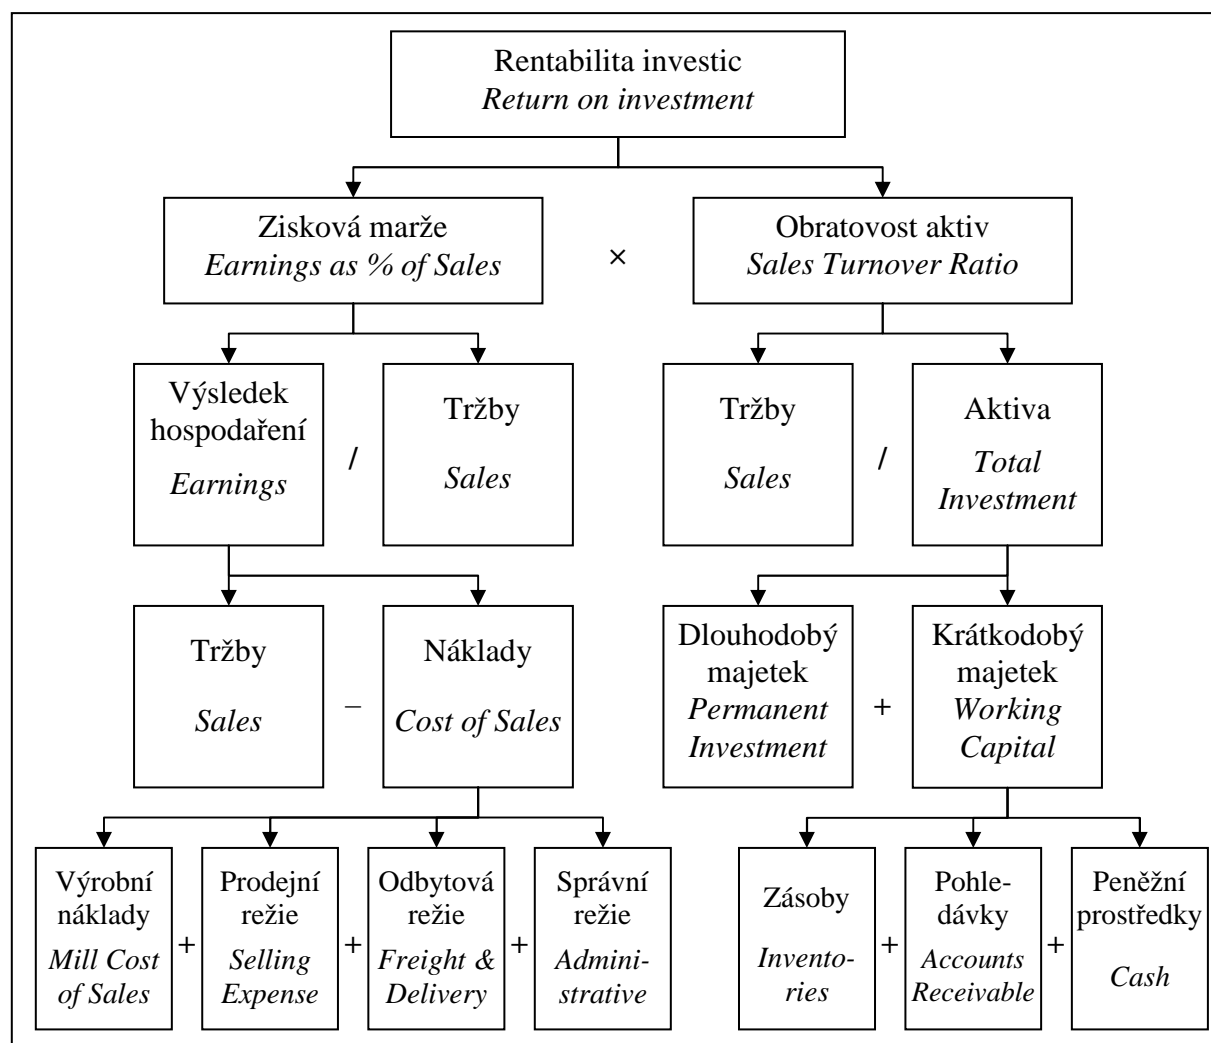 Rentabilita investic
Return on investment
Zisková marže
Earnings as % of Sales
×
Obratovost aktiv
Sales Turnover Ratio
Výsledek
hospodaření
Earnings
/
Tržby
Sales
Tržby
Sales
/
Aktiva
Total
Investment
Tržby
Sales
–
Náklady
Cost of Sales
Dlouhodobý
majetek
Permanent
Investment
+
Krátkodobý
majetek
Working
Capital
Výrobní
náklady
Mill Cost
of Sales
+
Prodejní
režie
Selling
Expense
+
Odbytová
režie
Freight &
Delivery
+
Správní
režie
Admini-
strative
Zásoby
Invento-
ries
+
Pohle-
dávky
Accounts
Receivable
+
Peněžní
prostředky
Cash